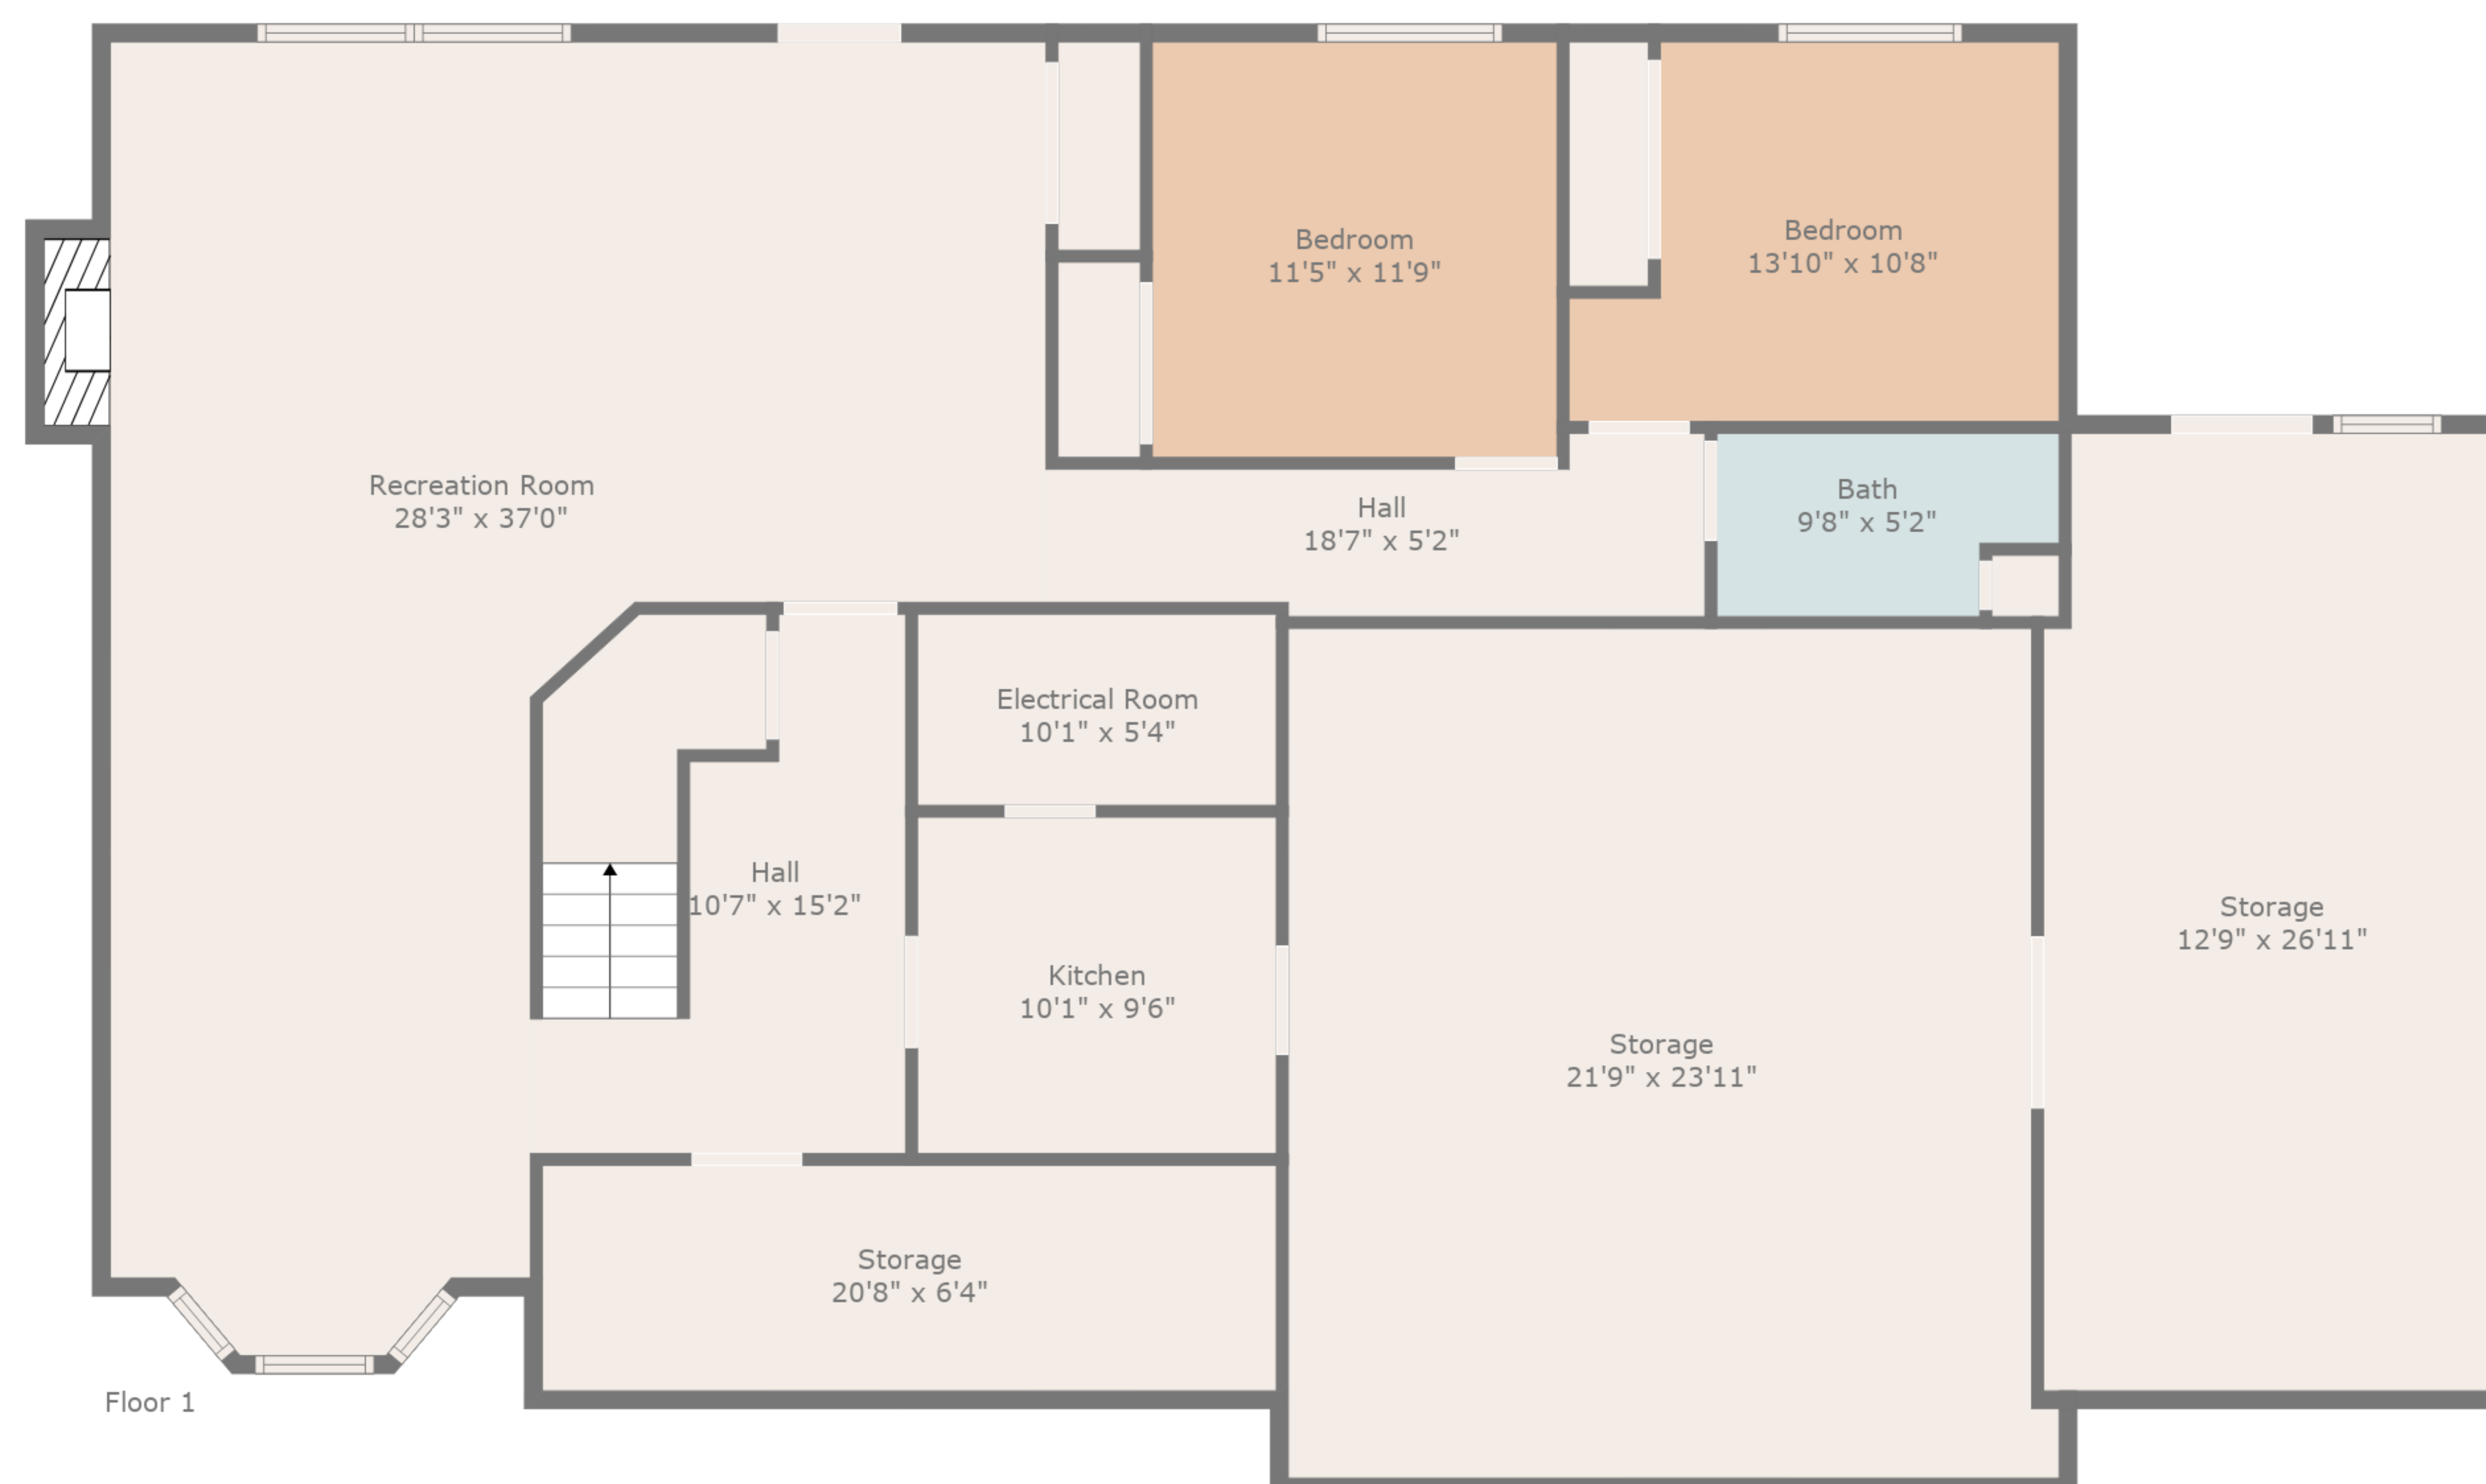 Bedroom
11'5" x 11'9"
Bedroom
13'10" x 10'8"
Recreation Room
28'3" x 37'0"
Hall
18'7" x 5'2"
Bath
9'8" x 5'2"
Electrical Room
10'1" x 5'4"
Hall
10'7" x 15'2"
Kitchen
10'1" x 9'6"
Storage
12'9" x 26'11"
Storage
21'9" x 23'11"
Storage
20'8" x 6'4"
Floor 1